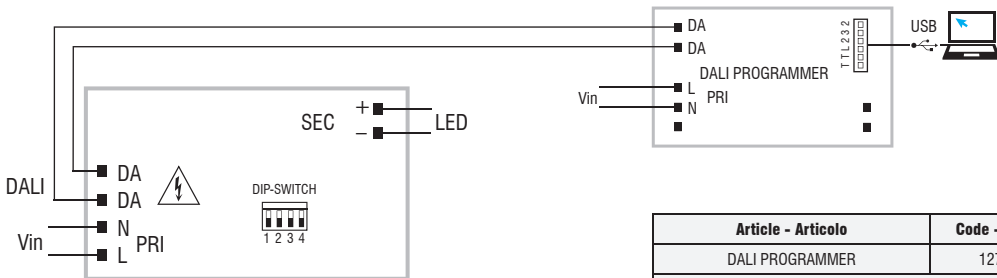 DA
DA
TTL232
USB
DALI PROGRAMMER
Vin
L
PRI
N
SEC
+
–
LED
DALI
DA
DA
DIP-SWITCH
1 2 3 4
Vin
N
PRI
L
Article - Articolo
DALI PROGRAMMER